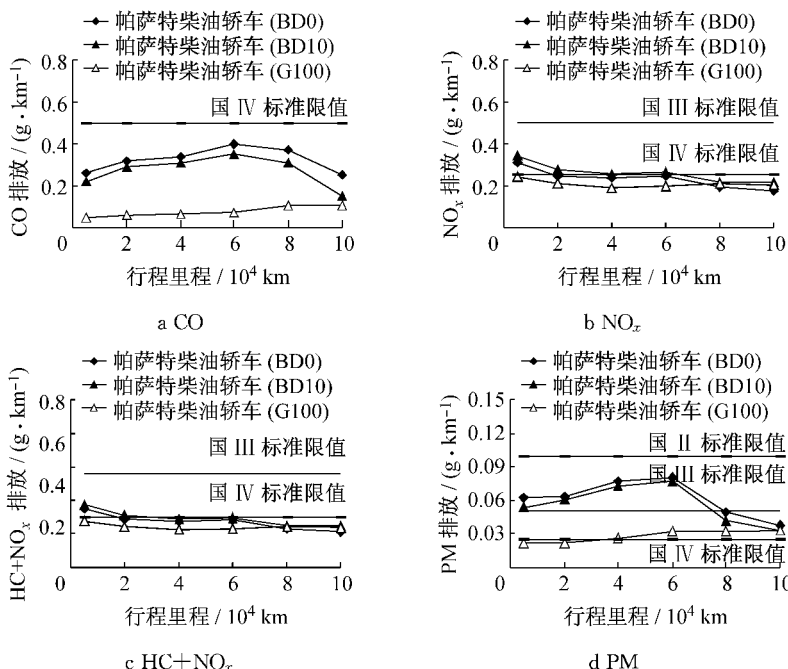 帕萨特柴油轿车 (BD0)
帕萨特柴油轿车 (BD10)
帕萨特柴油轿车 (G100)
0.8
0.6
0.4
0.2
0
国 IV 标准限值
CO 排放 / (g · km⁻¹)
2 4 6 8 10
行程里程 / 10⁴ km
a CO
帕萨特柴油轿车 (BD0)
帕萨特柴油轿车 (BD10)
帕萨特柴油轿车 (G100)
0.8
0.6
0.4
0.2
0
国 III 标准限值
国 IV 标准限值
NOₓ 排放 / (g · km⁻¹)
2 4 6 8 10
行程里程 / 10⁴ km
b NOₓ
帕萨特柴油轿车 (BD0)
帕萨特柴油轿车 (BD10)
帕萨特柴油轿车 (G100)
0.8
0.6
0.4
0.2
0
国 III 标准限值
国 IV 标准限值
HC+NOₓ 排放 / (g · km⁻¹)
2 4 6 8 10
行程里程 / 10⁴ km
c HC+NOₓ
帕萨特柴油轿车 (BD0)
帕萨特柴油轿车 (BD10)
帕萨特柴油轿车 (G100)
0.15
0.12
0.09
0.06
0.03
0
国 II 标准限值
国 III 标准限值
国 IV 标准限值
PM 排放 / (g · km⁻¹)
2 4 6 8 10
行程里程 / 10⁴ km
d PM